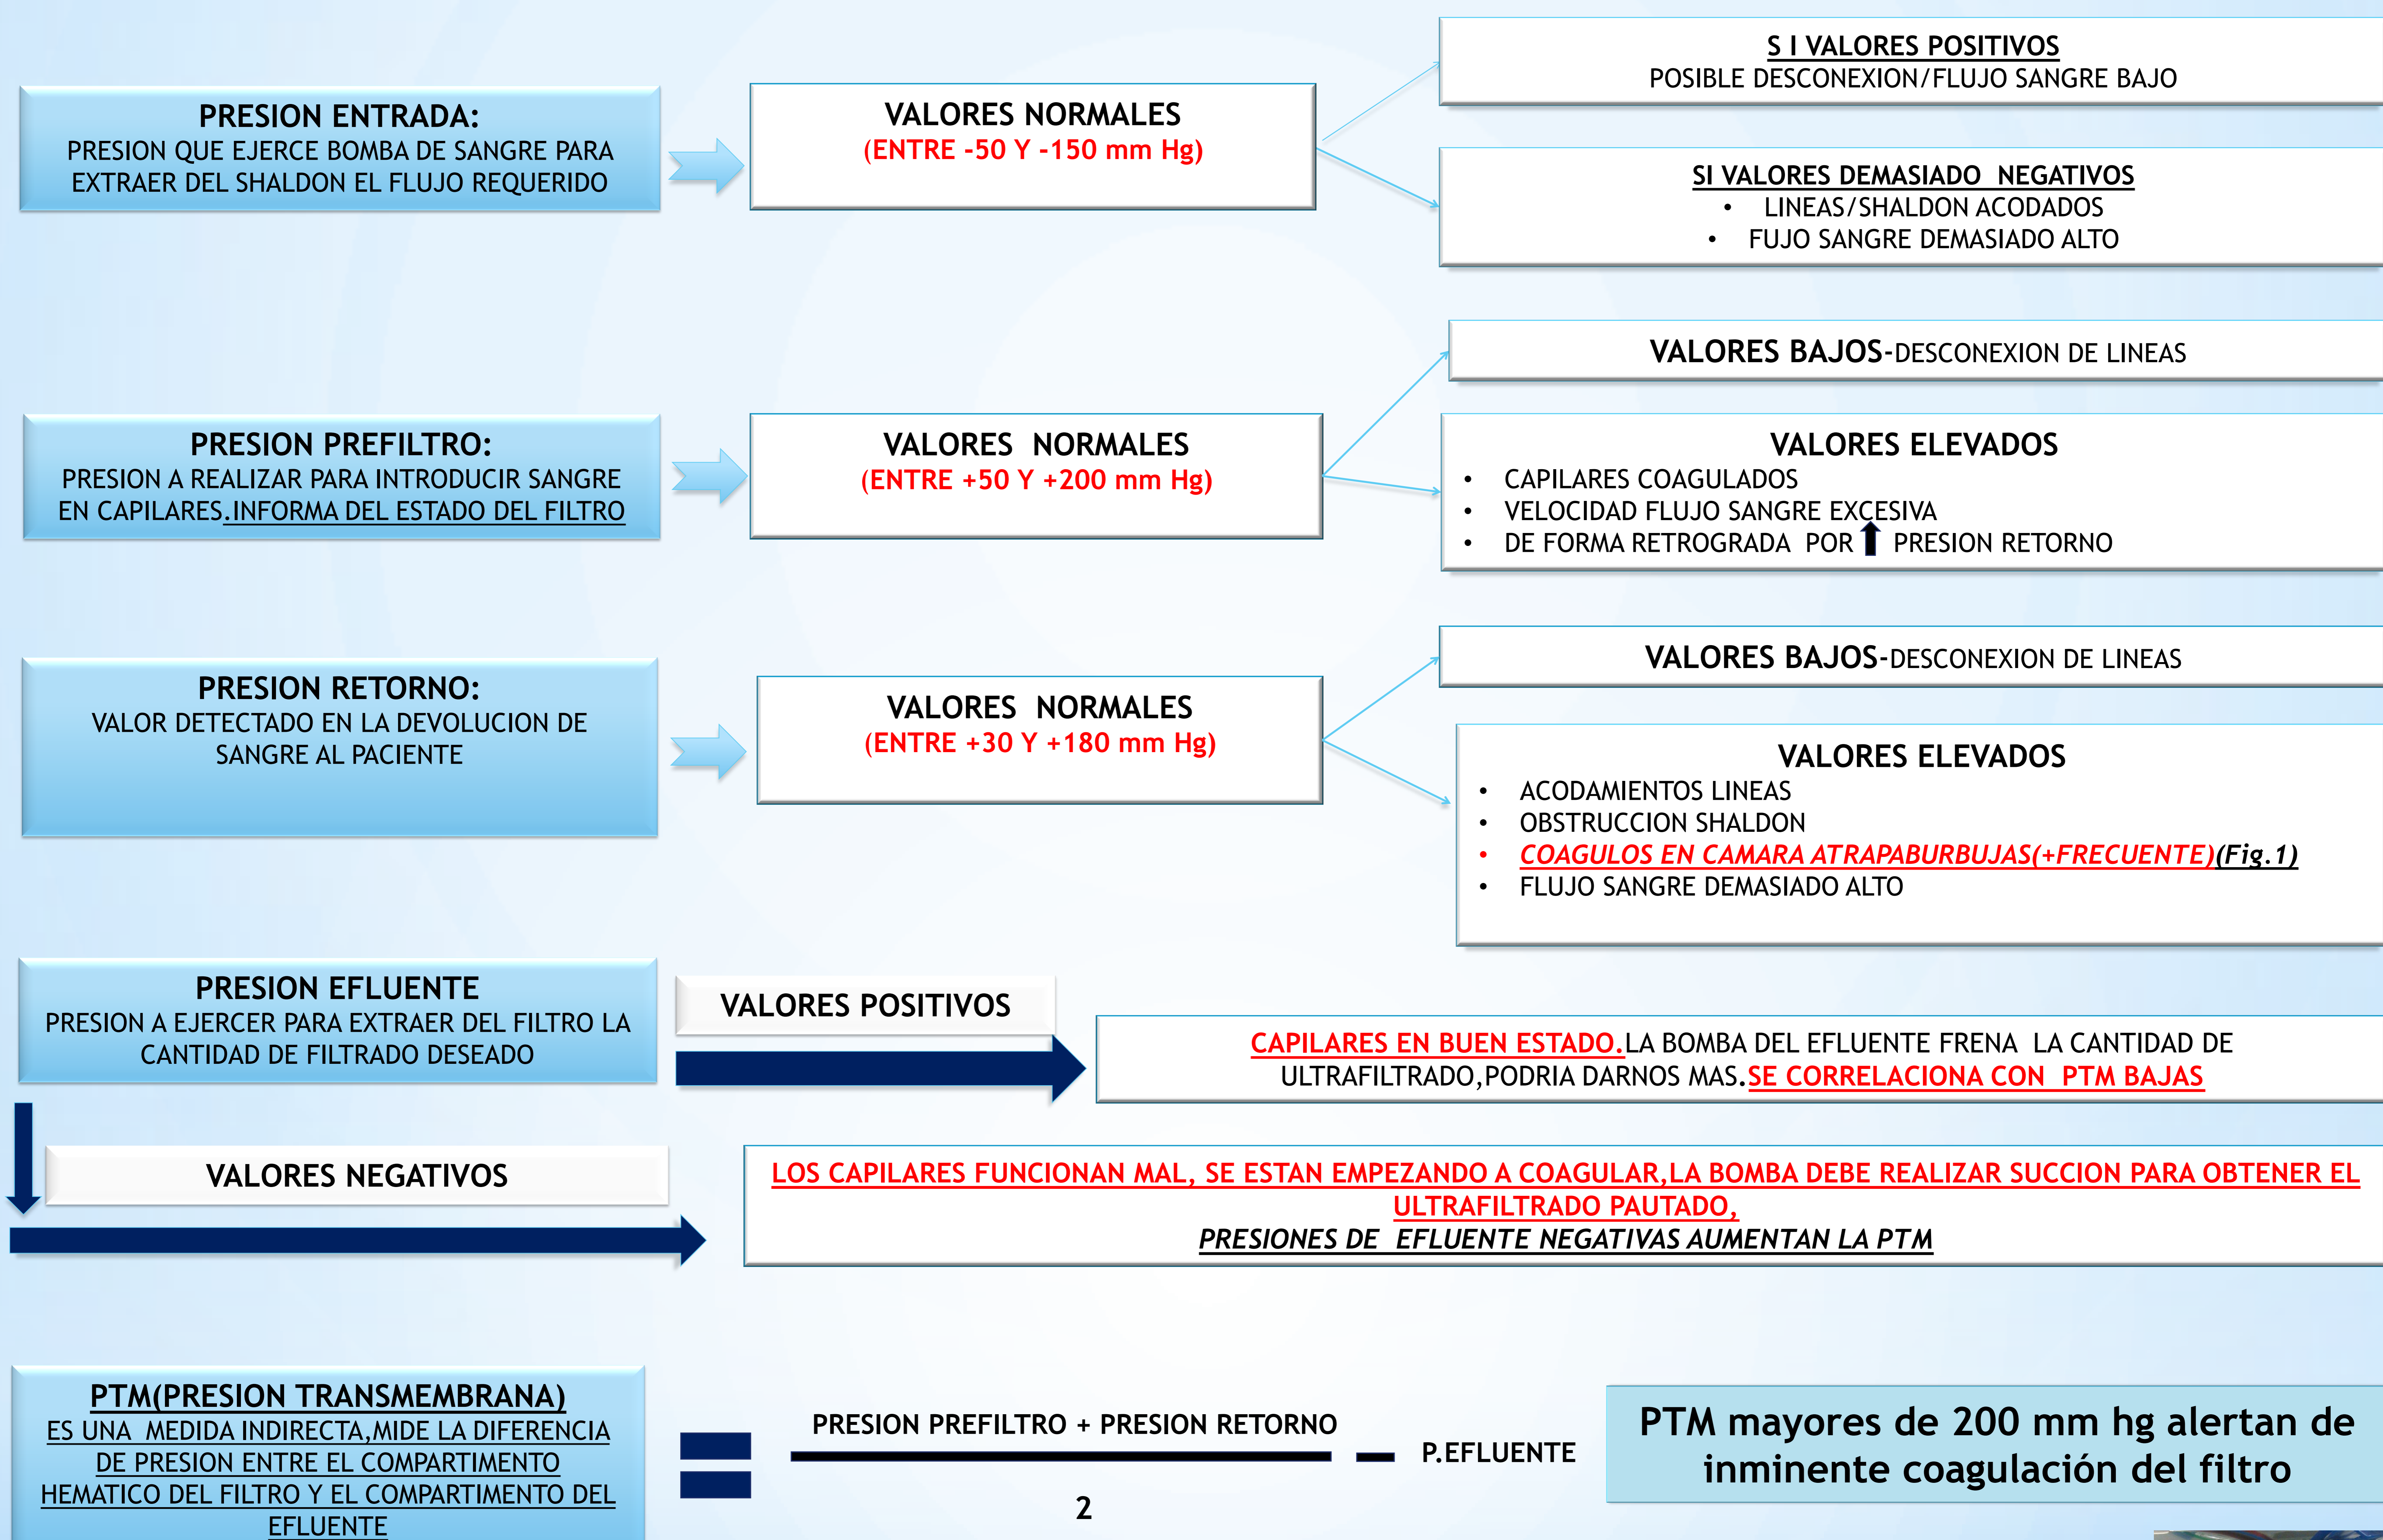 PRESION ENTRADA:
PRESION QUE EJERCE BOMBA DE SANGRE PARA
EXTRAER DEL SHALDON EL FLUJO REQUERIDO
VALORES NORMALES
(ENTRE -50 Y -150 mm Hg)
S I VALORES POSITIVOS
POSIBLE DESCONEXION/FLUJO SANGRE BAJO
SI VALORES DEMASIADO  NEGATIVOS
• LINEAS/SHALDON ACODADOS
• FUJO SANGRE DEMASIADO ALTO
PRESION PREFILTRO:
PRESION A REALIZAR PARA INTRODUCIR SANGRE
EN CAPILARES.INFORMA DEL ESTADO DEL FILTRO
VALORES  NORMALES
(ENTRE +50 Y +200 mm Hg)
VALORES BAJOS-DESCONEXION DE LINEAS
VALORES ELEVADOS
• CAPILARES COAGULADOS
• VELOCIDAD FLUJO SANGRE EXCESIVA
• DE FORMA RETROGRADA  POR ⬆ PRESION RETORNO
PRESION RETORNO:
VALOR DETECTADO EN LA DEVOLUCION DE
SANGRE AL PACIENTE
VALORES  NORMALES
(ENTRE +30 Y +180 mm Hg)
VALORES BAJOS-DESCONEXION DE LINEAS
VALORES ELEVADOS
• ACODAMIENTOS LINEAS
• OBSTRUCCION SHALDON
• COAGULOS EN CAMARA ATRAPABURBUJAS(+FRECUENTE)(Fig.1)
• FLUJO SANGRE DEMASIADO ALTO
PRESION EFLUENTE
PRESION A EJERCER PARA EXTRAER DEL FILTRO LA
CANTIDAD DE FILTRADO DESEADO
VALORES POSITIVOS
CAPILARES EN BUEN ESTADO.LA BOMBA DEL EFLUENTE FRENA  LA CANTIDAD DE
ULTRAFILTRADO,PODRIA DARNOS MAS.SE CORRELACIONA CON  PTM BAJAS
VALORES NEGATIVOS
LOS CAPILARES FUNCIONAN MAL, SE ESTAN EMPEZANDO A COAGULAR,LA BOMBA DEBE REALIZAR SUCCION PARA OBTENER EL
ULTRAFILTRADO PAUTADO,
PRESIONES DE  EFLUENTE NEGATIVAS AUMENTAN LA PTM
PTM(PRESION TRANSMEMBRANA)
ES UNA  MEDIDA INDIRECTA,MIDE LA DIFERENCIA
DE PRESION ENTRE EL COMPARTIMENTO
HEMATICO DEL FILTRO Y EL COMPARTIMENTO DEL
EFLUENTE
PRESION PREFILTRO + PRESION RETORNO
P.EFLUENTE
2
PTM mayores de 200 mm hg alertan de
inminente coagulación del filtro